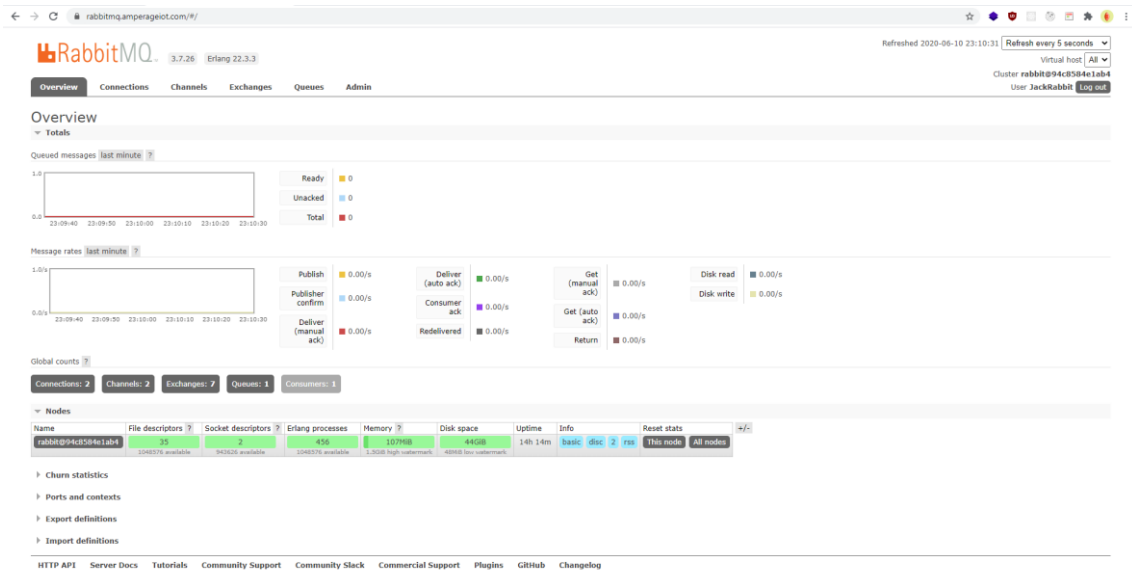 rabbitmq.amperageiot.com/#/
Refreshed 2020-06-10 23:10:31 Refresh every 5 seconds
RabbitMQ 3.7.26 Erlang 22.3.3
Virtual host All
Cluster rabbit@94c8584e1ab4
User JackRabbit Log out
Overview Connections Channels Exchanges Queues Admin
Overview
Totals
Queued messages last minute ?
1.0
0.0
23:09:40 23:09:50 23:10:00 23:10:10 23:10:20 23:10:30
Ready 0
Unacked 0
Total 0
Message rates last minute ?
1.0/s
0.0/s
23:09:40 23:09:50 23:10:00 23:10:10 23:10:20 23:10:30
Publish 0.00/s
Publisher
confirm 0.00/s
Deliver
(manual
ack) 0.00/s
Deliver
(auto ack) 0.00/s
Consumer
ack 0.00/s
Redelivered 0.00/s
Get
(manual
ack) 0.00/s
Get (auto
ack) 0.00/s
Return 0.00/s
Disk read 0.00/s
Disk write 0.00/s
Global counts ?
Connections: 2 Channels: 2 Exchanges: 7 Queues: 1 Consumers: 1
Nodes
Name File descriptors ? Socket descriptors ? Erlang processes Memory ? Disk space Uptime Info Reset stats +/-
rabbit@94c8584e1ab4 35 2 456 107MiB 44GiB 14h 14m basic disc 2 rss This node All nodes
1048576 available 943626 available 1048576 available 1.5GiB high watermark 48MiB low watermark
Churn statistics
Ports and contexts
Export definitions
Import definitions
HTTP API Server Docs Tutorials Community Support Community Slack Commercial Support Plugins GitHub Changelog